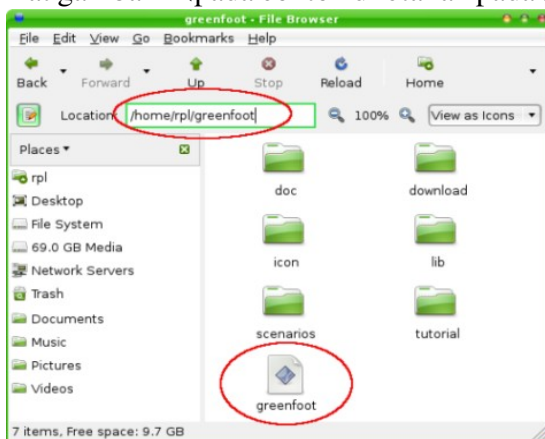 greenfoot - File Browser
File Edit View Go Bookmarks Help
Back Forward Up Stop Reload Home
Location: /home/rpl/greenfoot 100% View as Icons
Places
rpl
Desktop
File System
69.0 GB Media
Network Servers
Trash
Documents
Music
Pictures
Videos
doc download
icon lib
scenarios tutorial
greenfoot
7 items, Free space: 9.7 GB